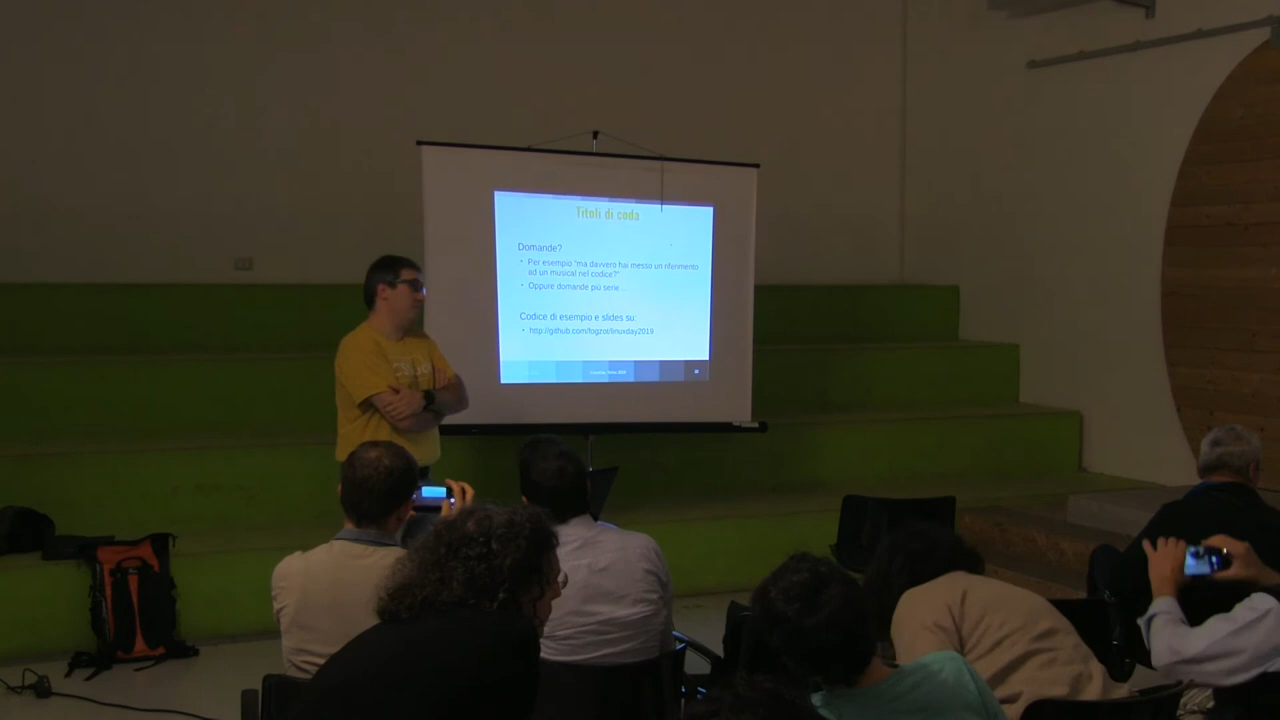 Titoli di coda
Domande?
• Per esempio "ma davvero hai messo un riferimento
ad un musical nel codice?"
• Oppure domande più serie ...
Codice di esempio e slides su:
• http://github.com/fogzot/linuxday2019